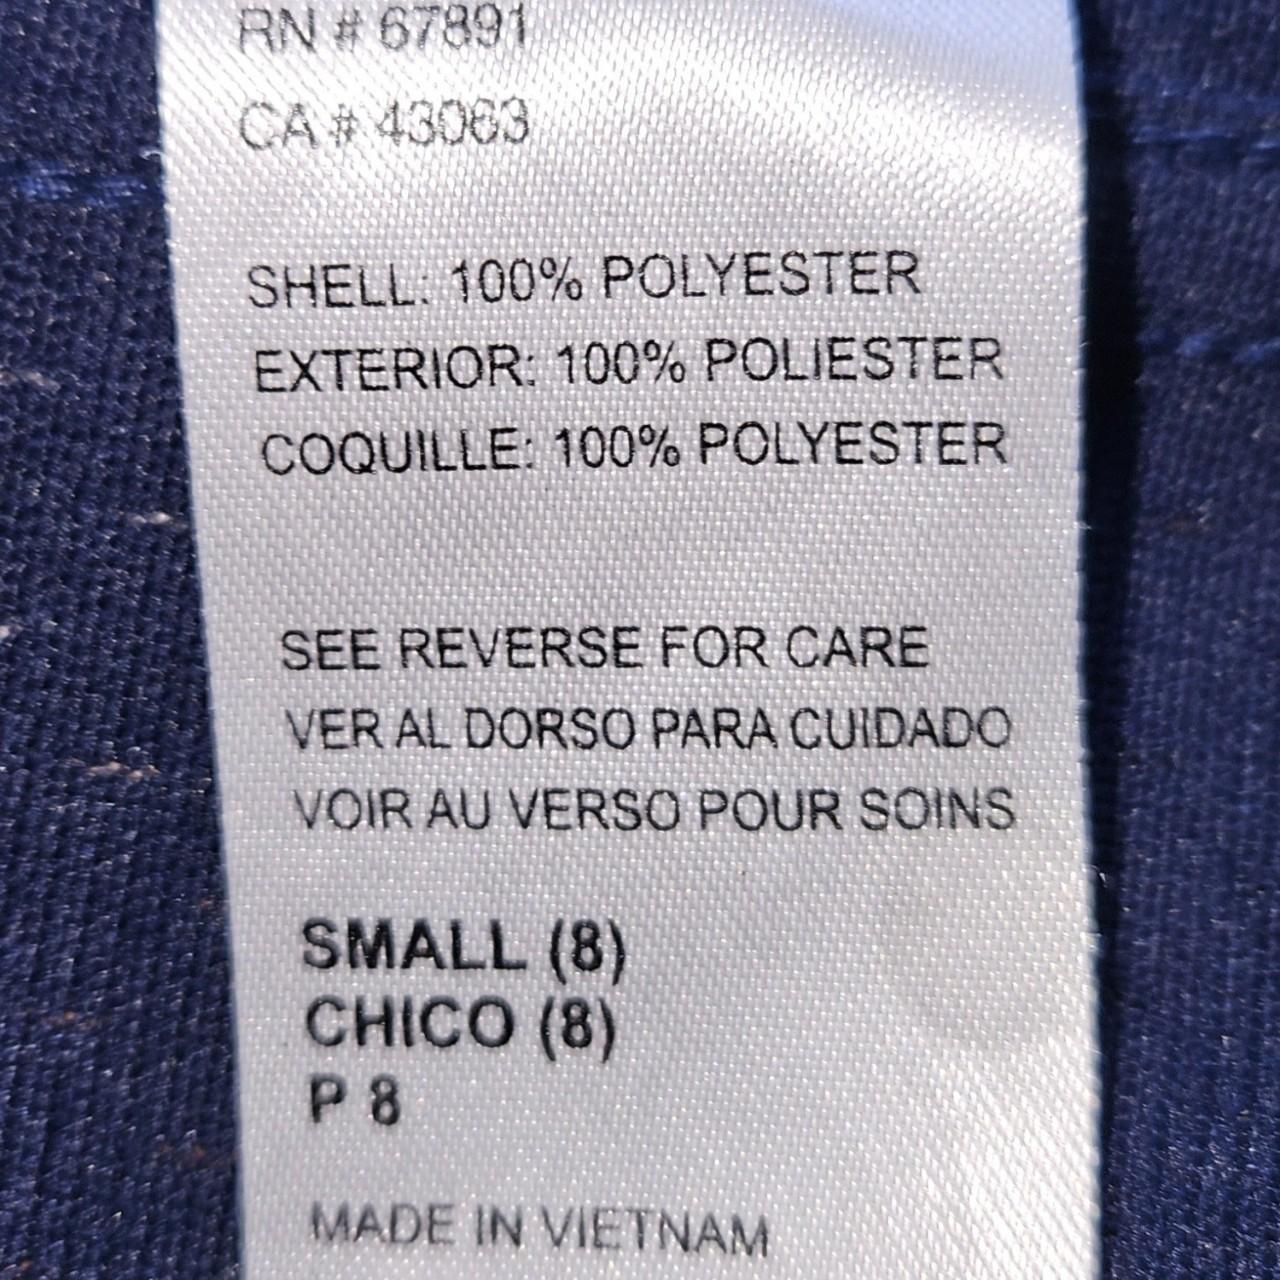 RN # 67891
CA # 43063
SHELL: 100% POLYESTER
EXTERIOR: 100% POLIESTER
COQUILLE: 100% POLYESTER
SEE REVERSE FOR CARE
VER AL DORSO PARA CUIDADO
VOIR AU VERSO POUR SOINS
SMALL (8)
CHICO (8)
P 8
MADE IN VIETNAM